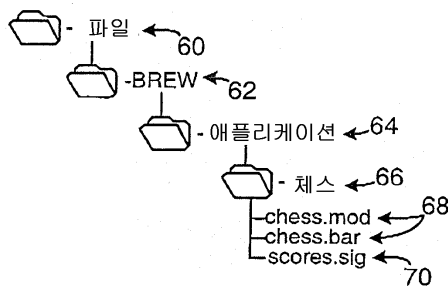 - 파일 60
-BREW 62
- 애플리케이션 64
- 체스 66
chess.mod 68
chess.bar
scores.sig 70